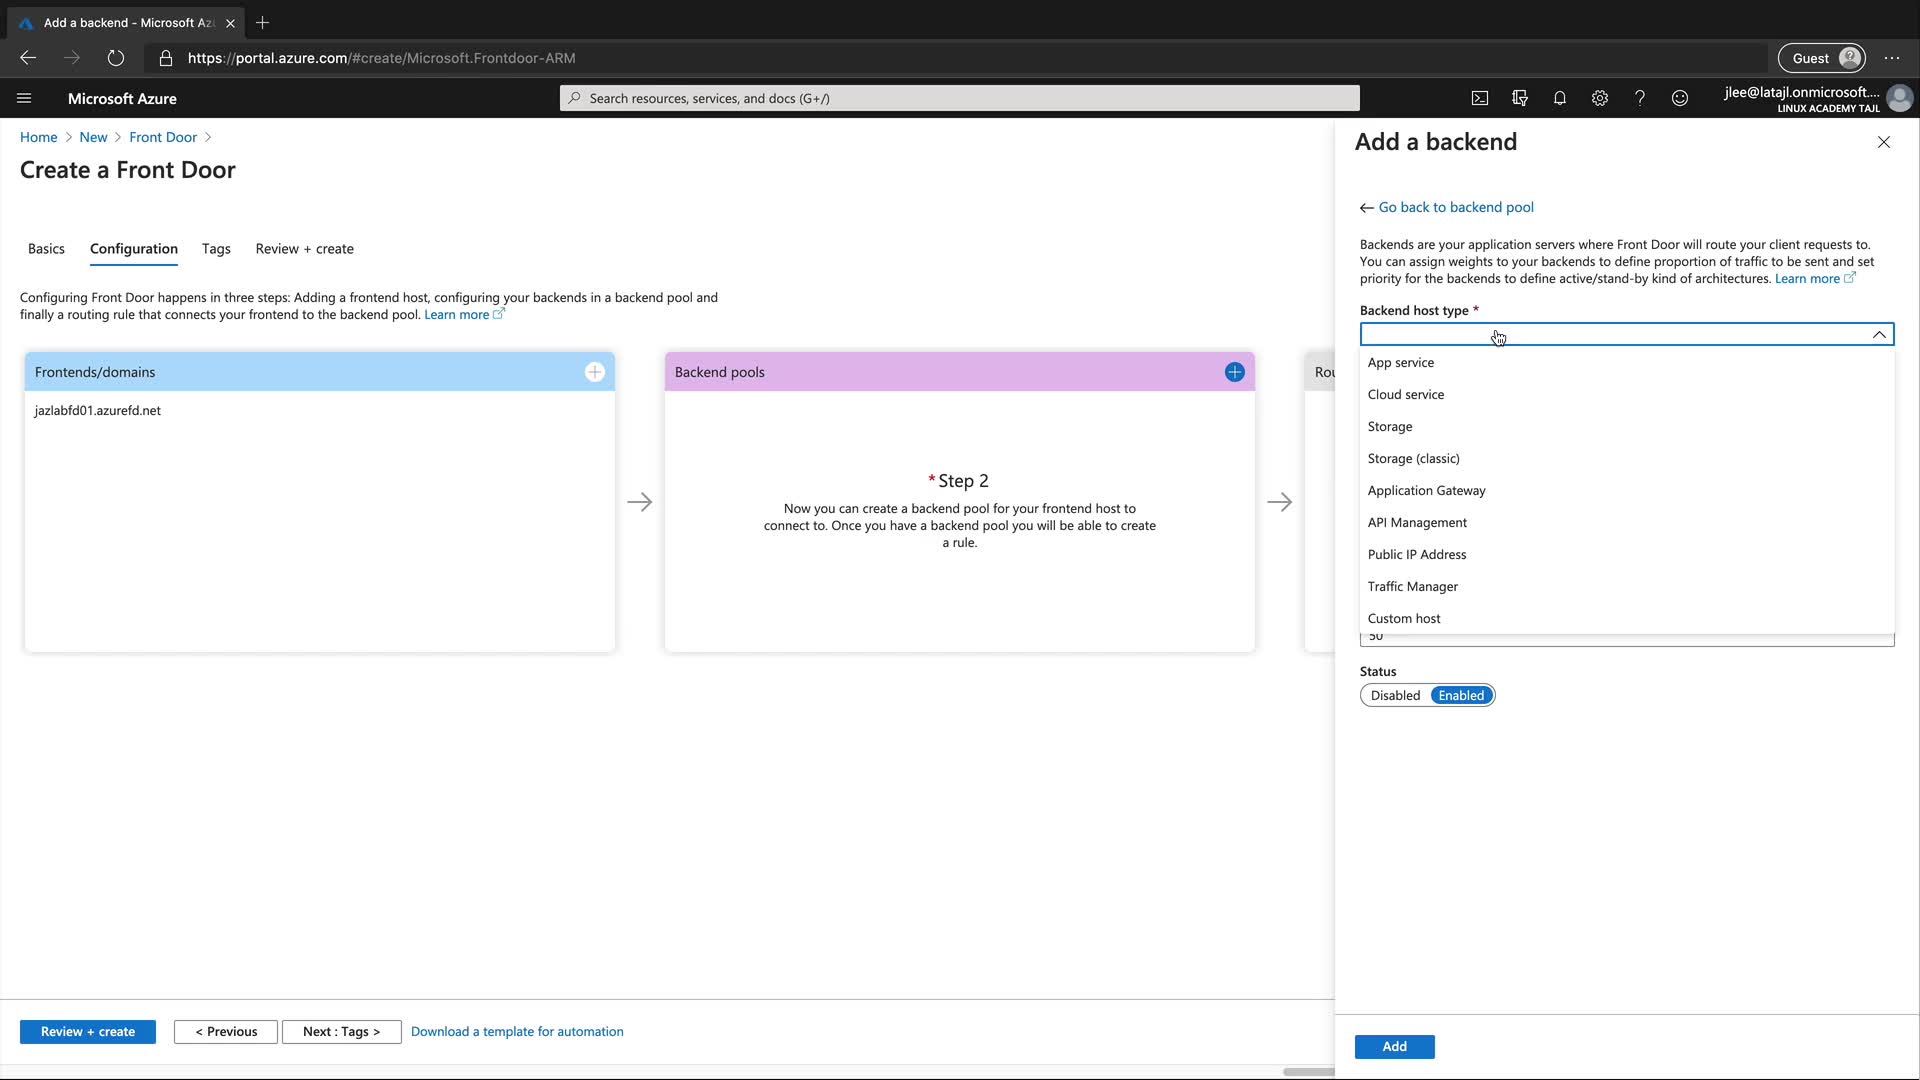 Add a backend - Microsoft Az
https://portal.azure.com/#create/Microsoft.Frontdoor-ARM
Guest
Microsoft Azure
Search resources, services, and docs (G+/)
jlee@latajl.onmicrosoft....
LINUX ACADEMY TAJL
Home > New > Front Door >
Create a Front Door
Basics
Configuration
Tags
Review + create
Configuring Front Door happens in three steps: Adding a frontend host, configuring your backends in a backend pool and
finally a routing rule that connects your frontend to the backend pool. Learn more
Frontends/domains
jazlabfd01.azurefd.net
Backend pools
* Step 2
Now you can create a backend pool for your frontend host to
connect to. Once you have a backend pool you will be able to create
a rule.
Rou
Add a backend
Go back to backend pool
Backends are your application servers where Front Door will route your client requests to.
You can assign weights to your backends to define proportion of traffic to be sent and set
priority for the backends to define active/stand-by kind of architectures. Learn more
Backend host type *
App service
Cloud service
Storage
Storage (classic)
Application Gateway
API Management
Public IP Address
Traffic Manager
Custom host
50
Status
Disabled
Enabled
Review + create
< Previous
Next : Tags >
Download a template for automation
Add